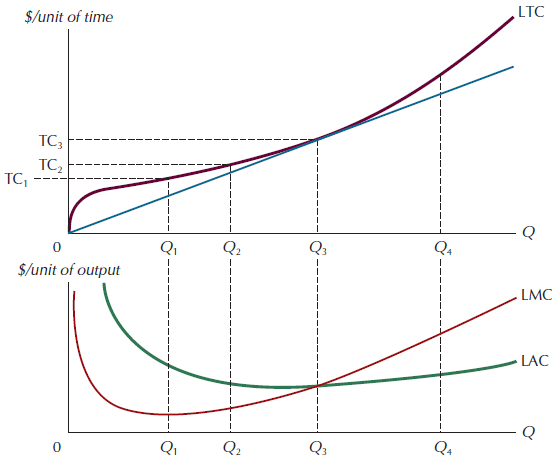 $/unit of time
LTC
TC₃
TC₂
TC₁
0
Q₁
Q₂
Q₃
Q₄
Q
$/unit of output
LMC
LAC
0
Q₁
Q₂
Q₃
Q₄
Q